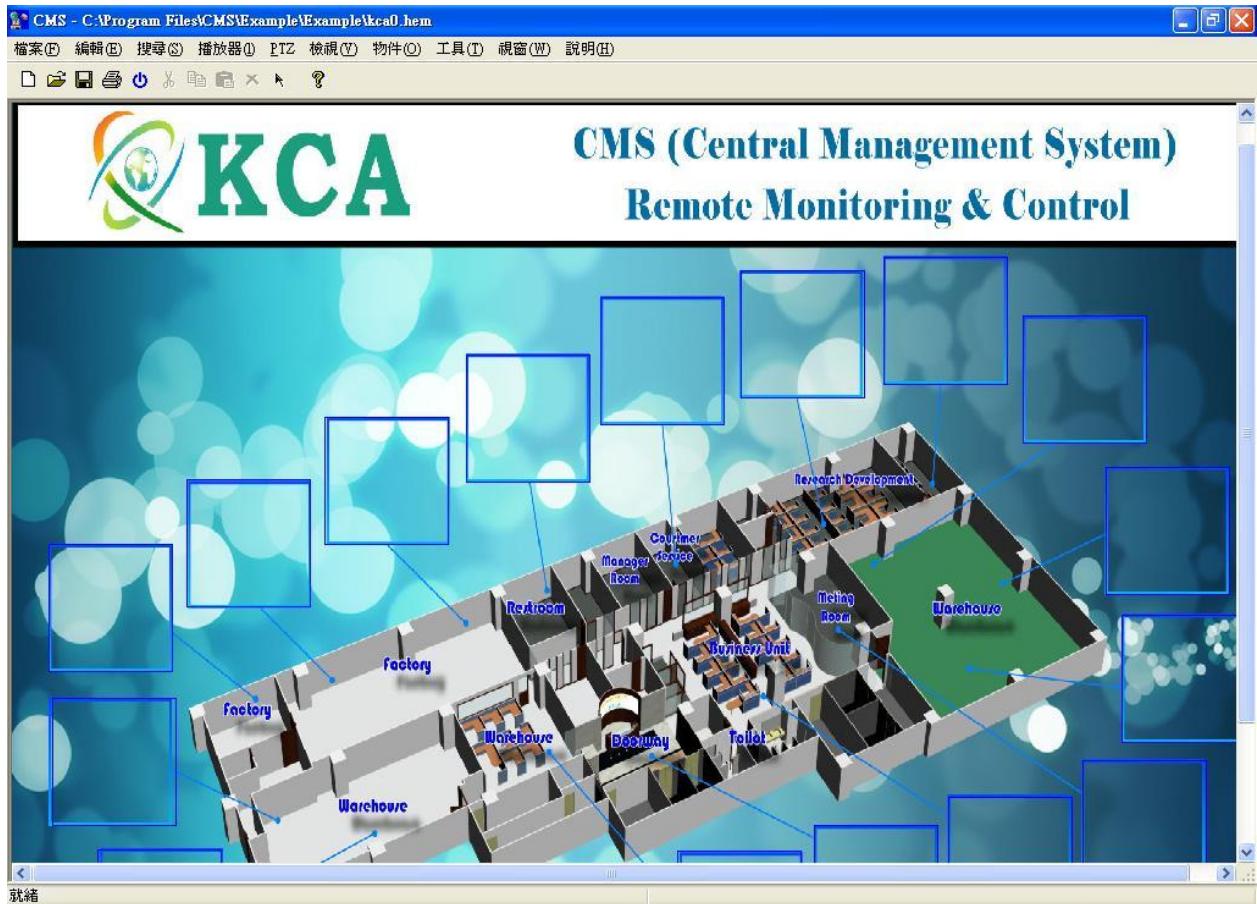 CMS - C:\Program Files\CMS\Example\Example\kca0.hem
檔案(F) 編輯(E) 搜尋(S) 播放器(I) PTZ 檢視(V) 物件(O) 工具(T) 視窗(W) 說明(H)
KCA
CMS (Central Management System)
Remote Monitoring & Control
Research Development
Courtmer
Service
Manager
Room
Restroom
Meting
Room
Warehouse
Business Unit
Factory
Factory
Warehouse
Doorway
Toilot
Warehouse
就緒